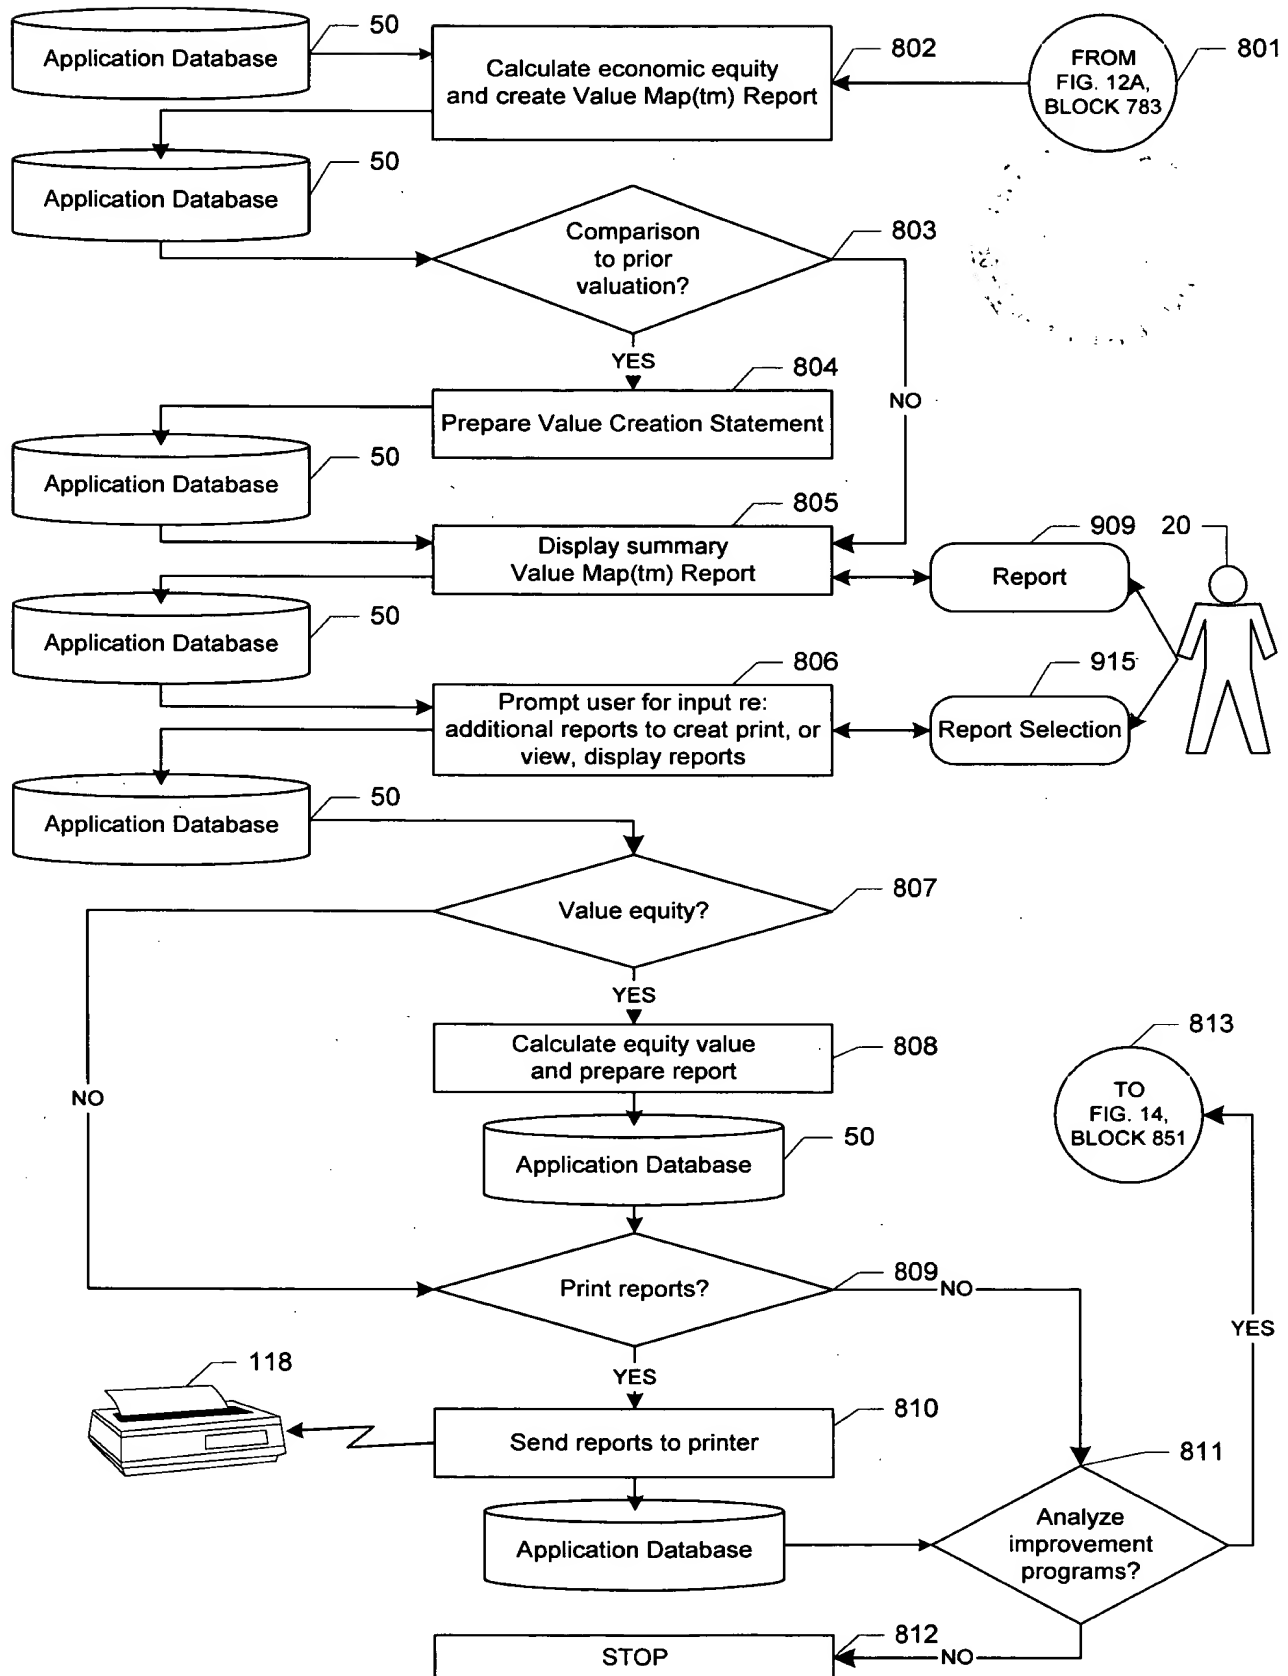 50
Application Database
Calculate economic equity
and create Value Map(tm) Report
802
FROM
FIG. 12A,
BLOCK 783
801
50
Application Database
Comparison
to prior
valuation?
803
YES
NO
804
Prepare Value Creation Statement
50
Application Database
805
Display summary
Value Map(tm) Report
909
20
Report
50
Application Database
806
Prompt user for input re:
additional reports to creat print, or
view, display reports
915
Report Selection
50
Application Database
Value equity?
807
YES
NO
Calculate equity value
and prepare report
808
813
TO
FIG. 14,
BLOCK 851
50
Application Database
Print reports?
809
NO
YES
YES
118
Send reports to printer
810
811
Analyze
improvement
programs?
Application Database
STOP
812
NO